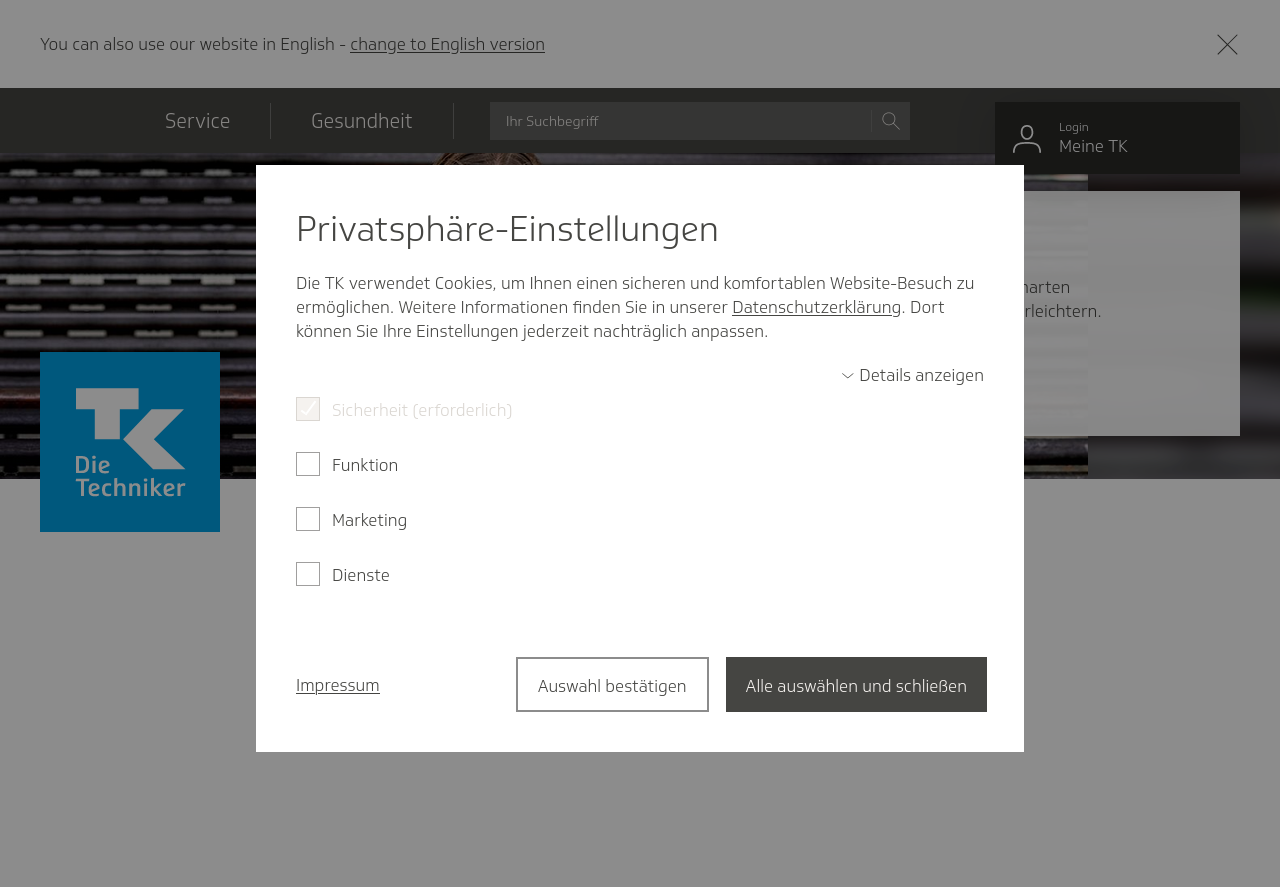 You can also use our website in English - change to English version
Service
Gesundheit
Ihr Suchbegriff
Login
Meine TK
Privatsphäre-Einstellungen
Die TK verwendet Cookies, um Ihnen einen sicheren und komfortablen Website-Besuch zu
ermöglichen. Weitere Informationen finden Sie in unserer Datenschutzerklärung. Dort
können Sie Ihre Einstellungen jederzeit nachträglich anpassen.
Details anzeigen
Sicherheit (erforderlich)
Funktion
Marketing
Dienste
Impressum
Auswahl bestätigen
Alle auswählen und schließen
TK
Die
Techniker